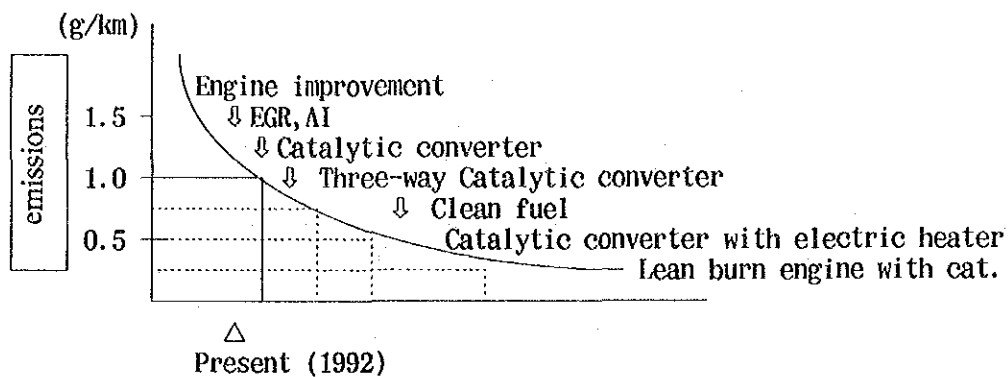 (g/km)
emissions
Engine improvement
1.5
⇩ EGR, AI
⇩ Catalytic converter
1.0
⇩ Three-way Catalytic converter
⇩ Clean fuel
0.5
Catalytic converter with electric heater
Lean burn engine with cat.
△
Present (1992)